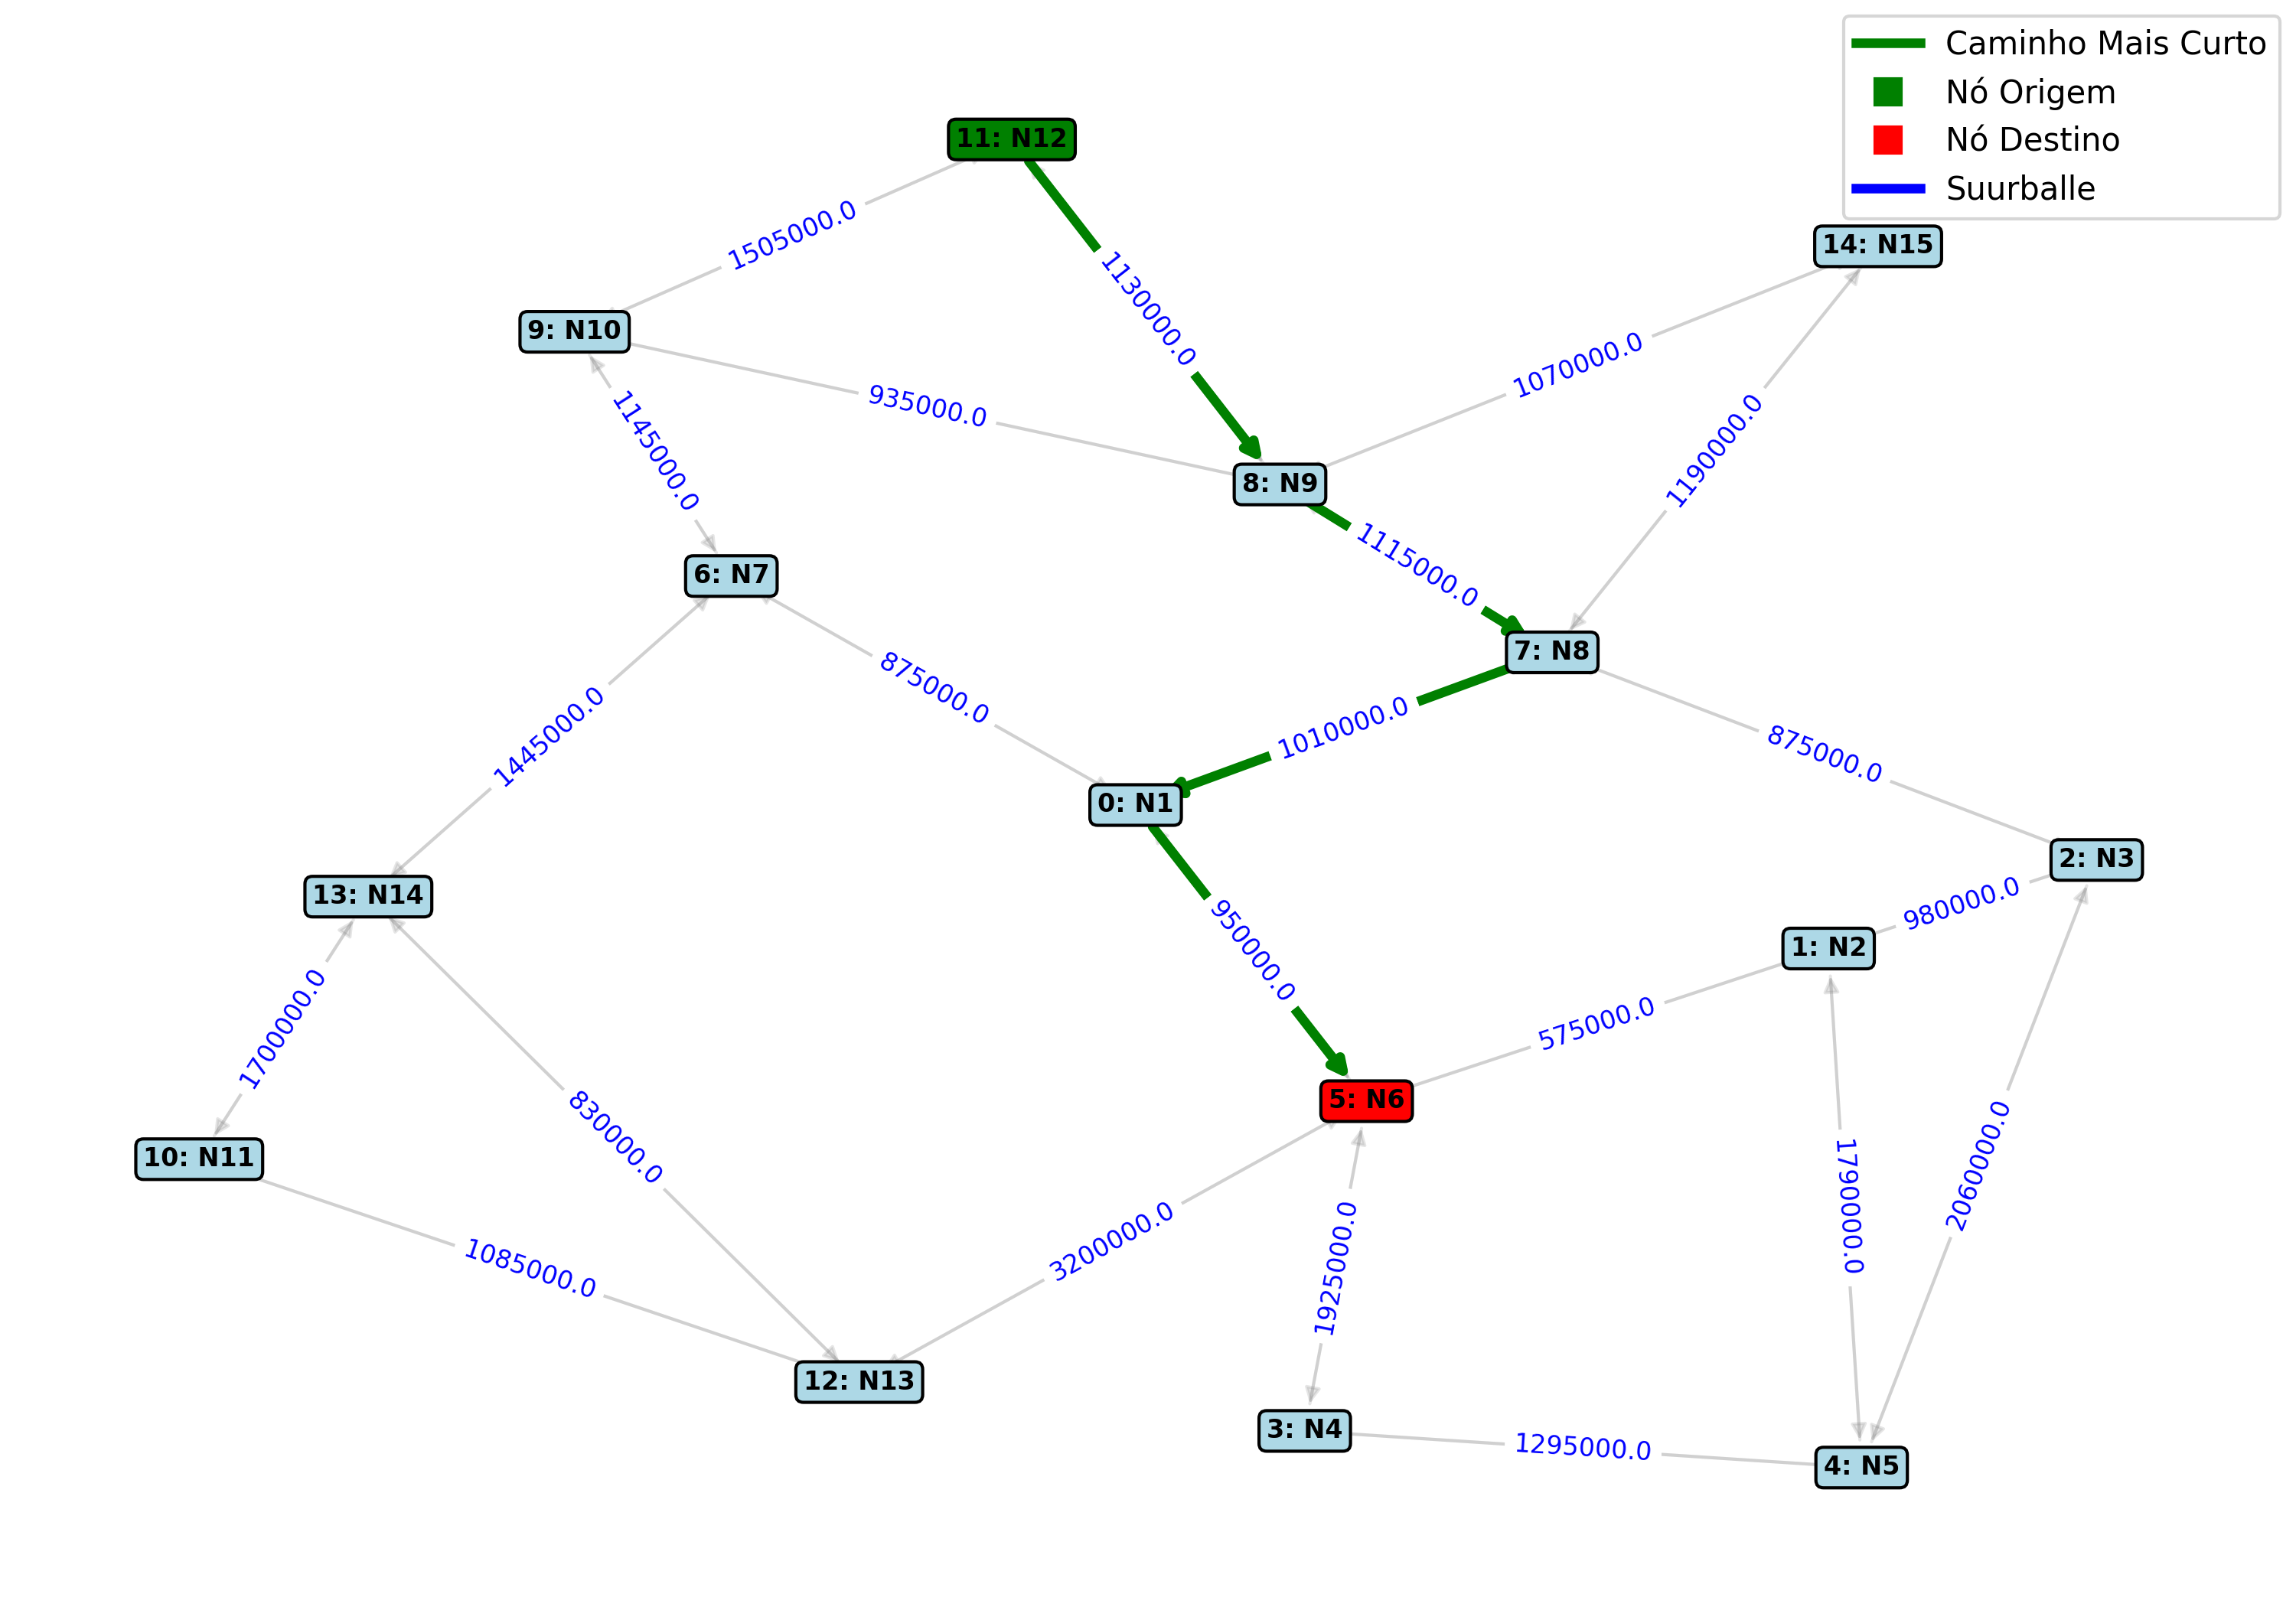 Caminho Mais Curto
Nó Origem
Nó Destino
Suurballe
11: N12
14: N15
1505000.0
1130000.0
9: N10
1070000.0
935000.0
1145000.0
1190000.0
8: N9
1115000.0
6: N7
7: N8
875000.0
1010000.0
875000.0
1445000.0
0: N1
2: N3
13: N14
980000.0
950000.0
1: N2
575000.0
1700000.0
5: N6
830000.0
10: N11
2060000.0
1790000.0
3200000.0
1085000.0
1925000.0
12: N13
3: N4
1295000.0
4: N5